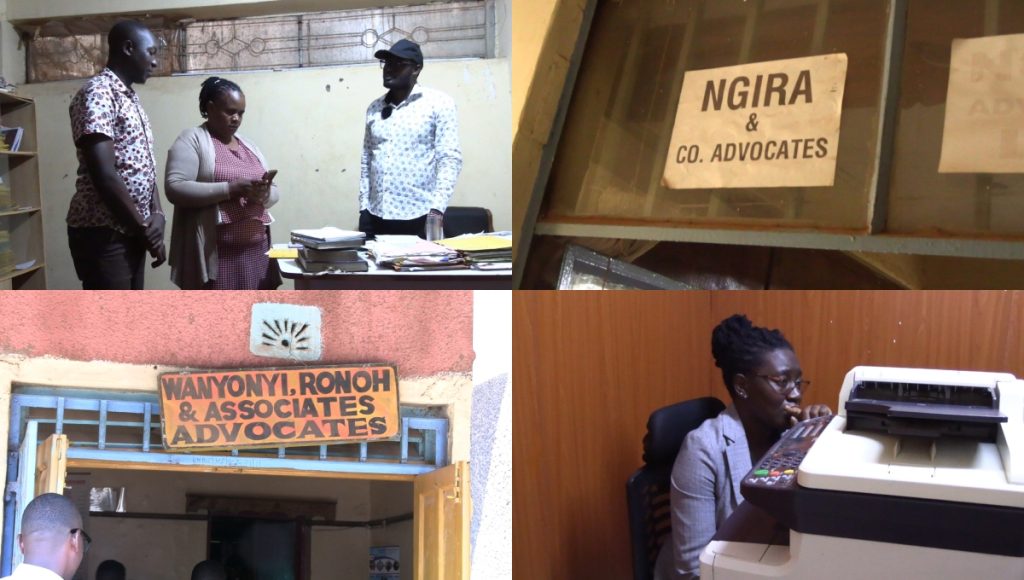 NGIRA
&
CO. ADVOCATES
WANYONYI, RONOH
& ASSOCIATES
ADVOCATES